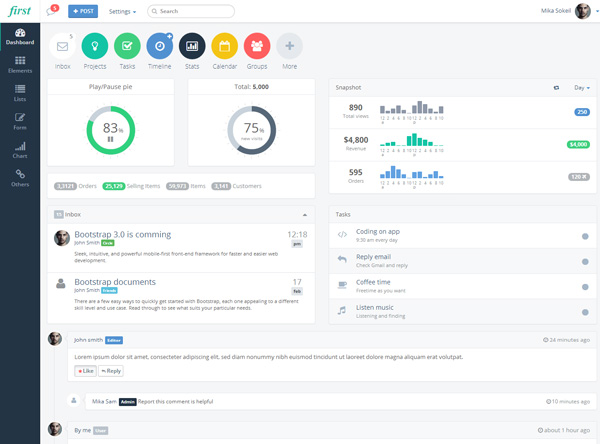 first
5
+ POST
Settings
Search
Mika Sokeil
Dashboard
Elements
Lists
Form
Chart
Others
5
Inbox
Projects
Tasks
Timeline
Stats
Calendar
Groups
More
Play/Pause pie
83%
Total: 5,000
75%
new visits
Snapshot
Day
890
Total views
250
$4,800
Revenue
$4,000
595
Orders
120
3,3121 Orders 25,129 Selling Items 59,973 Items 3,141 Customers
15 Inbox
Bootstrap 3.0 is comming
12:18
John Smith Circle
pm
Sleek, intuitive, and powerful mobile-first front-end framework for faster and easier web
development.
Bootstrap documents
17
John Smith Friends
feb
There are a few easy ways to quickly get started with Bootstrap, each one appealing to a different
skill level and use case. Read through to see what suits your particular needs.
Tasks
Coding on app
9:30 am every day
Reply email
Check Gmail and reply
Coffee time
Freetime as you want
Listen music
Listening and finding
John smith Editor
24 minutes ago
Lorem ipsum dolor sit amet, consecteter adipiscing elit, sed diam nonummy nibh euismod tincidunt ut laoreet dolore magna aliquam erat volutpat.
Like Reply
Mika Sam Admin Report this comment is helpful
10 minutes ago
By me User
about 1 hour ago